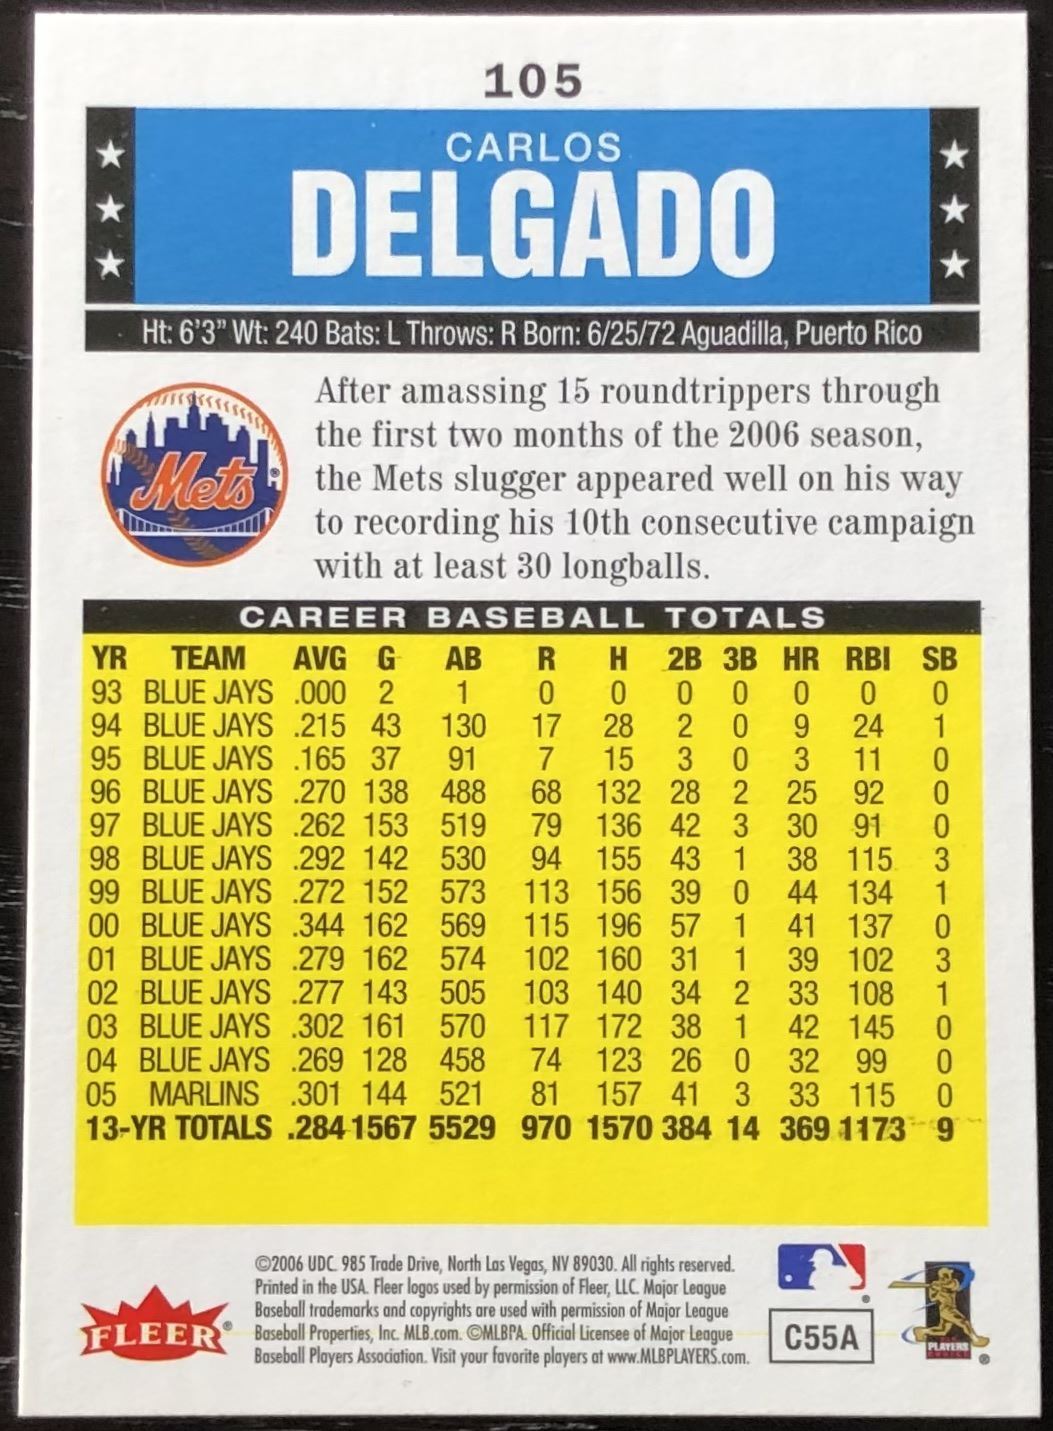 105
CARLOS
DELGADO
Ht: 6'3" Wt: 240 Bats: L Throws: R Born: 6/25/72 Aguadilla, Puerto Rico
Mets
After amassing 15 roundtrippers through
the first two months of the 2006 season,
the Mets slugger appeared well on his way
to recording his 10th consecutive campaign
with at least 30 longballs.
CAREER BASEBALL TOTALS
YR TEAM AVG G AB R H 2B 3B HR RBI SB
93 BLUE JAYS .000 2 1 0 0 0 0 0 0 0
94 BLUE JAYS .215 43 130 17 28 2 0 9 24 1
95 BLUE JAYS .165 37 91 7 15 3 0 3 11 0
96 BLUE JAYS .270 138 488 68 132 28 2 25 92 0
97 BLUE JAYS .262 153 519 79 136 42 3 30 91 0
98 BLUE JAYS .292 142 530 94 155 43 1 38 115 3
99 BLUE JAYS .272 152 573 113 156 39 0 44 134 1
00 BLUE JAYS .344 162 569 115 196 57 1 41 137 0
01 BLUE JAYS .279 162 574 102 160 31 1 39 102 3
02 BLUE JAYS .277 143 505 103 140 34 2 33 108 1
03 BLUE JAYS .302 161 570 117 172 38 1 42 145 0
04 BLUE JAYS .269 128 458 74 123 26 0 32 99 0
05 MARLINS .301 144 521 81 157 41 3 33 115 0
13-YR TOTALS .284 1567 5529 970 1570 384 14 369 1173 9
©2006 UDC. 985 Trade Drive, North Las Vegas, NV 89030. All rights reserved.
Printed in the USA. Fleer logos used by permission of Fleer, LLC. Major League
Baseball trademarks and copyrights are used with permission of Major League
Baseball Properties, Inc. MLB.com. ©MLBPA. Official Licensee of Major League
Baseball Players Association. Visit your favorite players at www.MLBPLAYERS.com.
FLEER®
C55A
PLAYERS